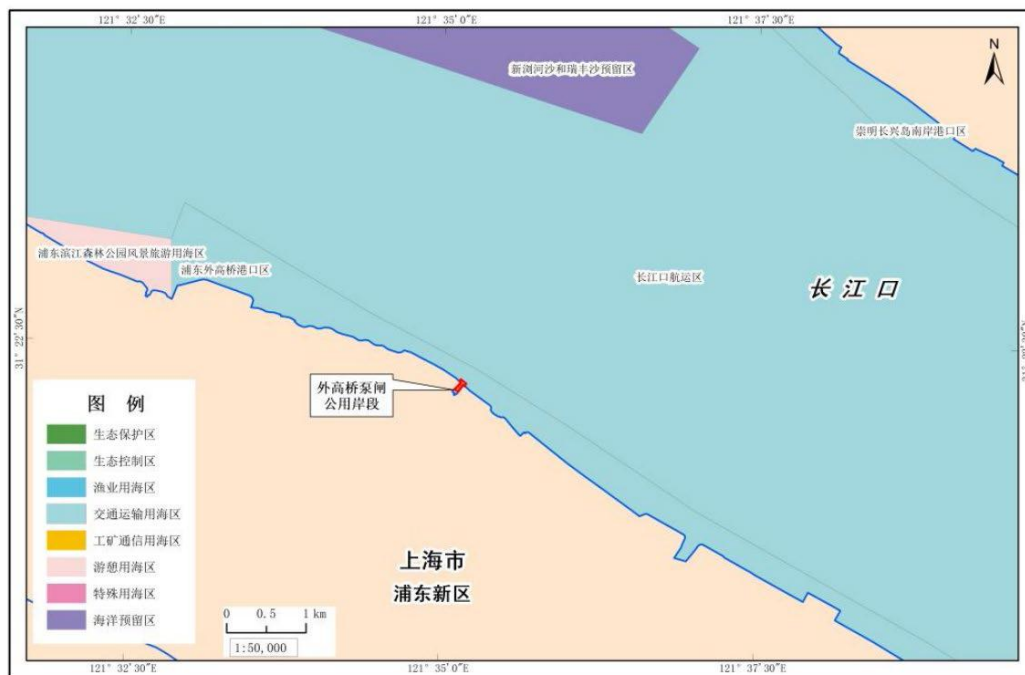 121° 32′30″E
121° 35′0″E
121° 37′30″E
N
新浏河沙和瑞丰沙预留区
崇明长兴岛南岸港口区
浦东滨江森林公园风景旅游用海区
浦东外高桥港口区
长江口航运区
长江口
31° 22′30″N
外高桥泵闸
公用岸段
图 例
生态保护区
生态控制区
渔业用海区
交通运输用海区
工矿通信用海区
游憩用海区
特殊用海区
海洋预留区
上海市
浦东新区
0 0.5 1 km
1:50,000
121° 32′30″E
121° 35′0″E
121° 37′30″E